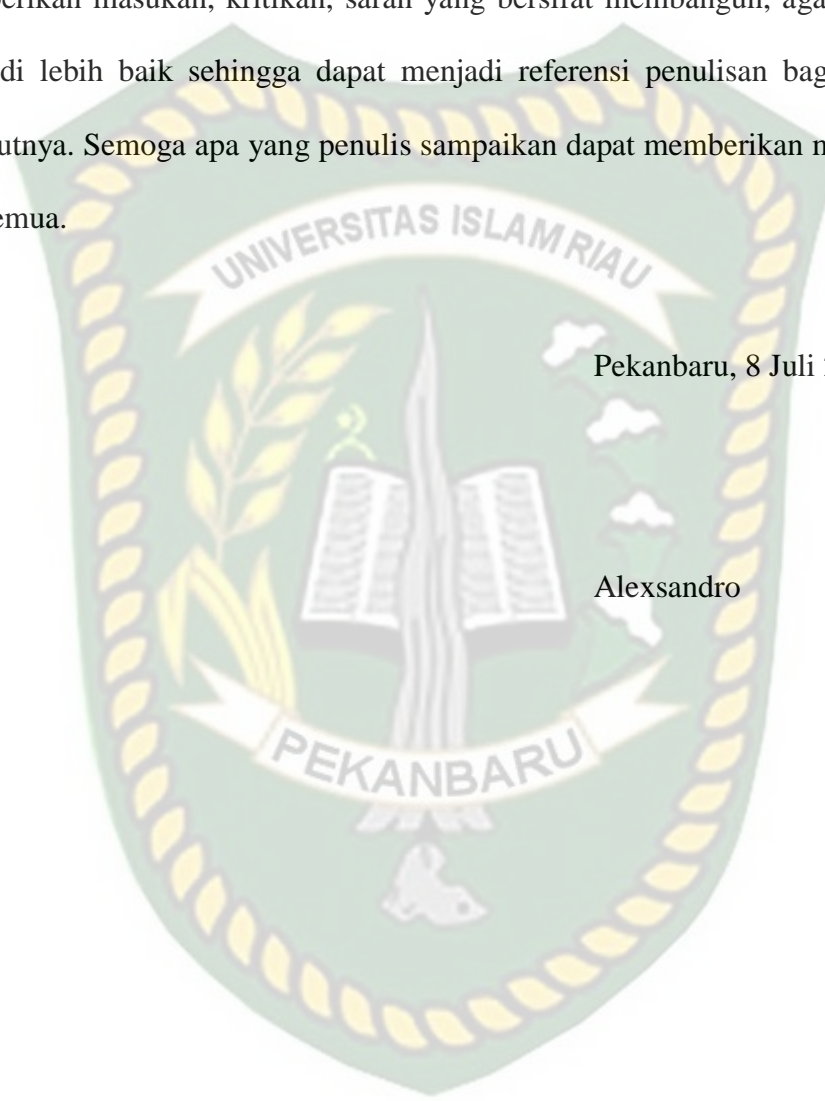 berikan masukan, kritikan, saran yang bersifat membangun, aga
di lebih baik sehingga dapat menjadi referensi penulisan bag
utnya. Semoga apa yang penulis sampaikan dapat memberikan
emua.
UNIVERSITAS ISLAM RIAU
Pekanbaru, 8 Juli
Alexsandro
PEKANBARU